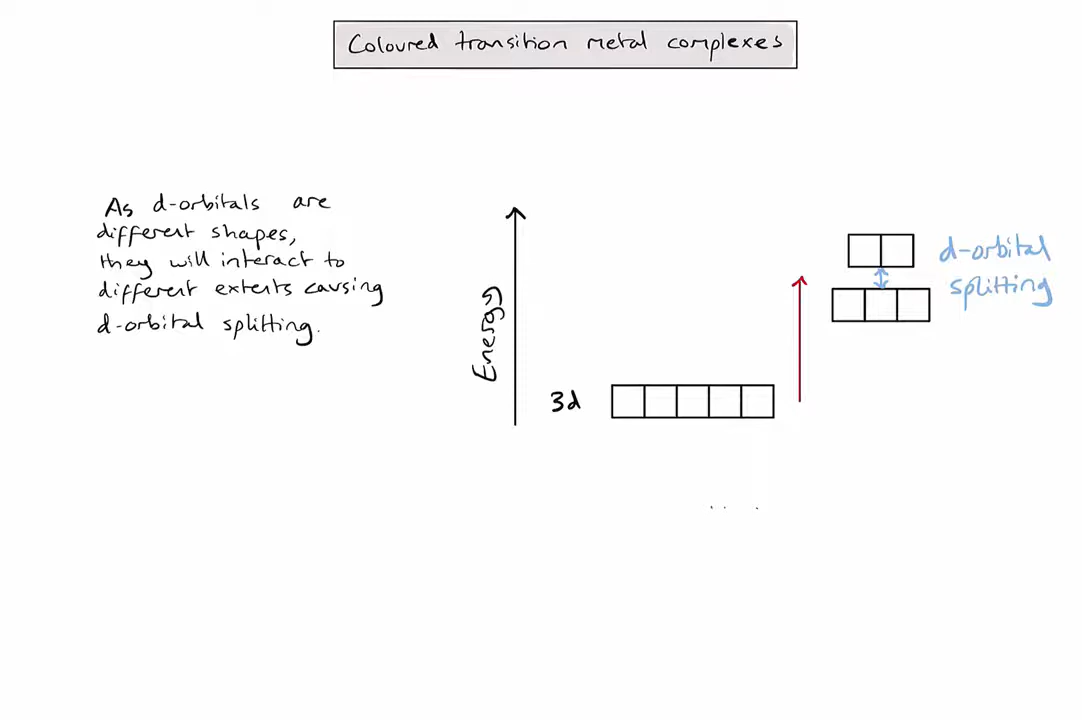 Coloured transition metal complexes
As d-orbitals are
different shapes,
they will interact to
different extents causing
d-orbital splitting.
Energy
3d
d-orbital
splitting